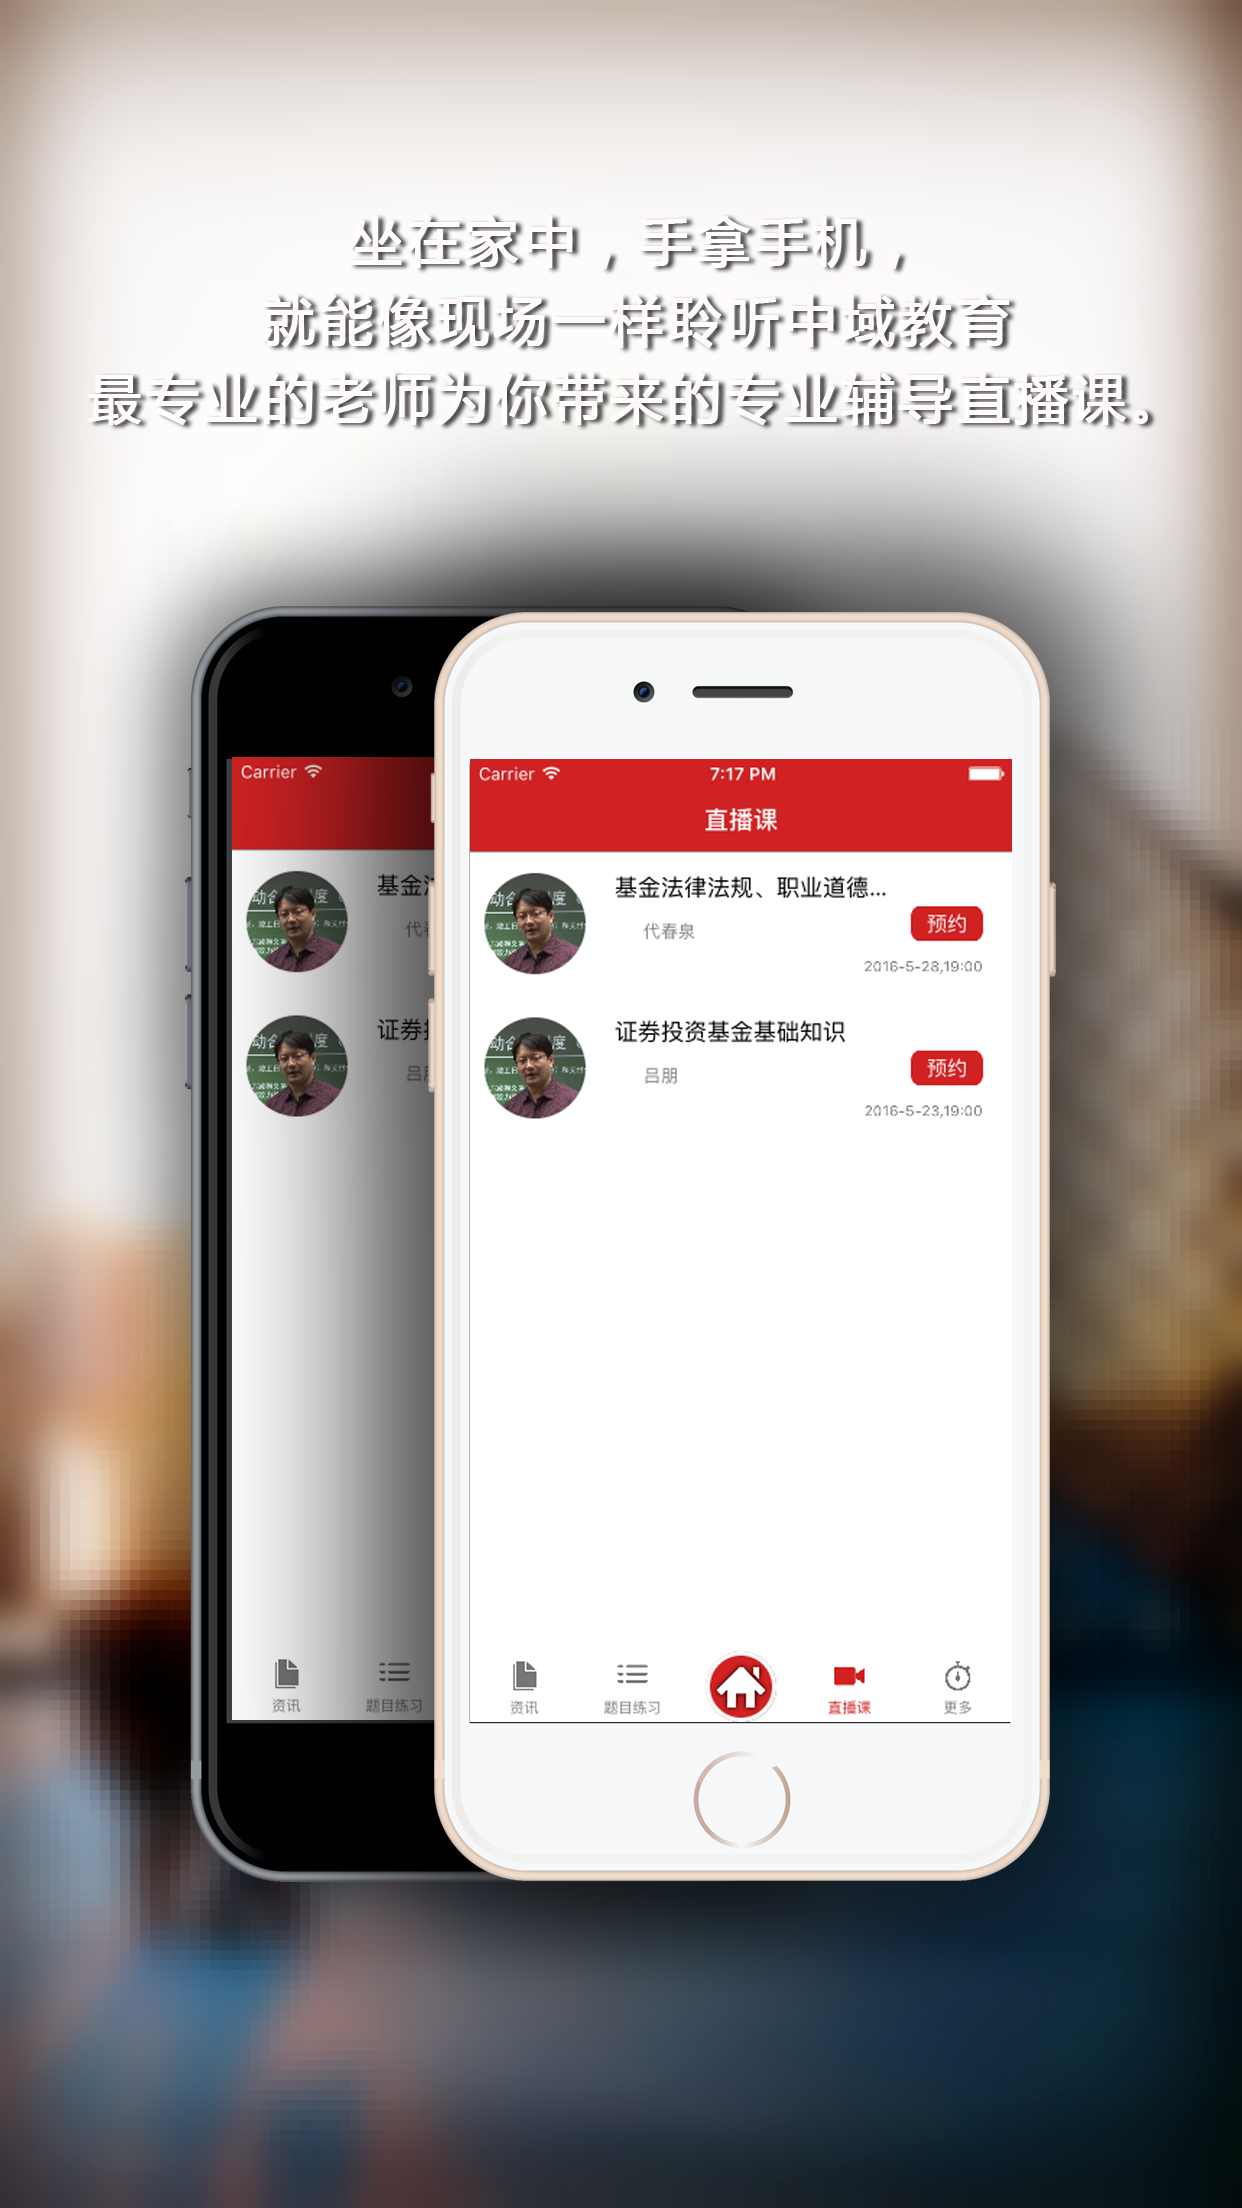 坐在家中，手拿手机，
就能像现场一样聆听中域教育
最专业的老师为你带来的专业辅导直播课。
Carrier
基金
代春
证券
吕
资讯
题目练习
Carrier 7:17 PM
直播课
基金法律法规、职业道德...
代春泉
预约
2016-5-28,19:00
证券投资基金基础知识
吕朋
预约
2016-5-23,19:00
资讯 题目练习 直播课 更多